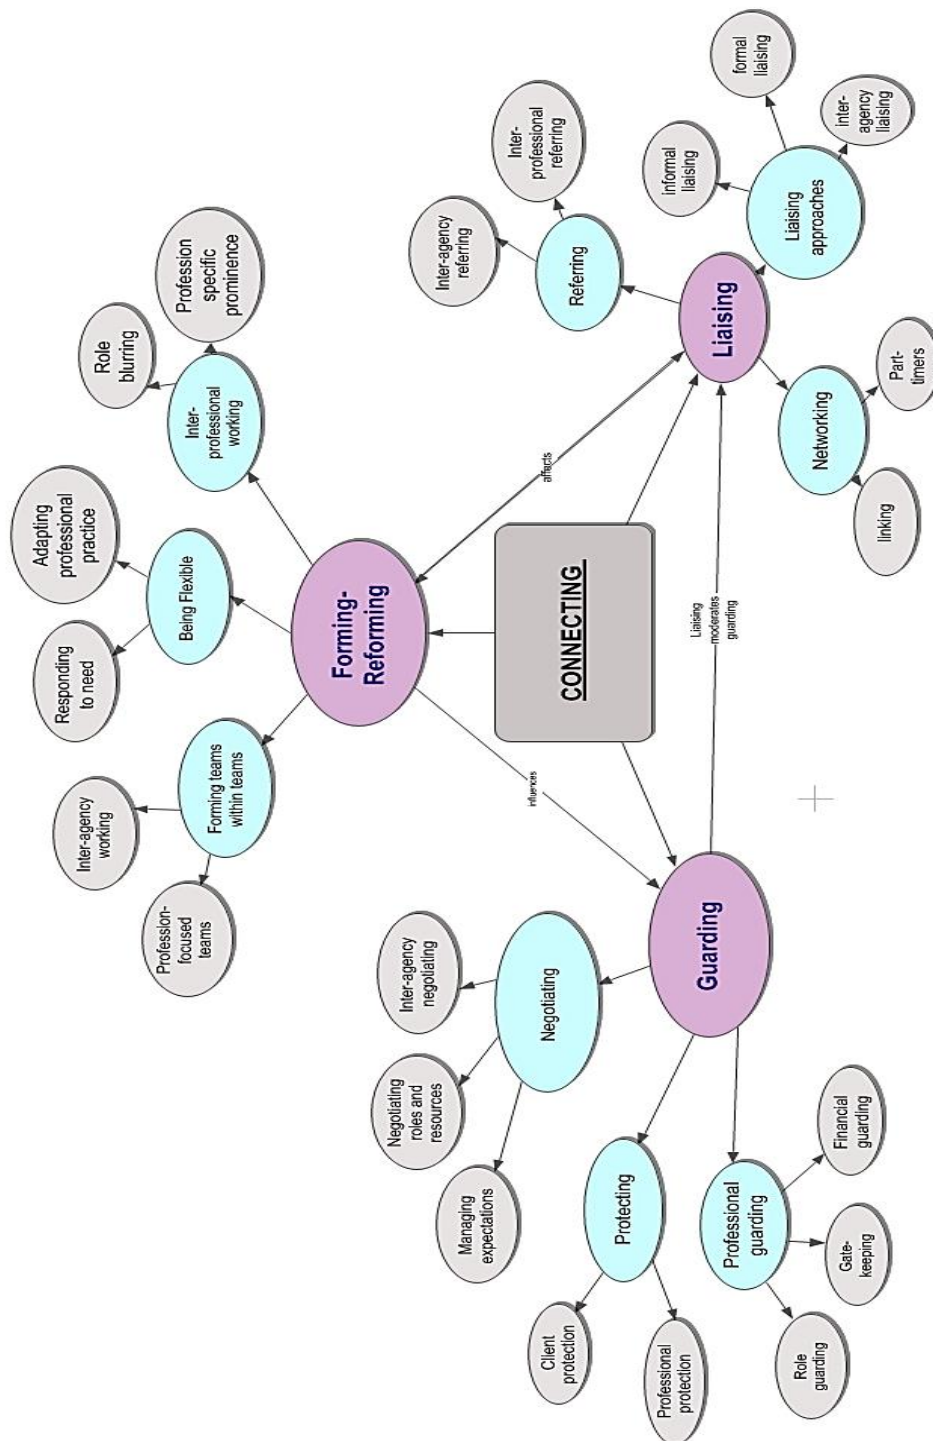 Profession-
focused
teams
Inter-agency
working
Forming teams
within teams
Responding
to need
Being Flexible
Adapting
professional
practice
Inter-
professional
working
Role
blurring
Profession
specific
prominence
Forming-
Reforming
influences
affects
CONNECTING
Inter-agency
referring
Inter-
professional
referring
Referring
Liaising
informal
liaising
formal
liaising
inter-
agency
liaising
Liaising
approaches
Networking
Part-
timers
linking
Liaising
moderates
guarding
Guarding
Negotiating
Inter-agency
negotiating
Negotiating
roles and
resources
Managing
expectations
Protecting
Client
protection
Professional
protection
Professional
guarding
Role
guarding
Gate-
keeping
Financial
guarding